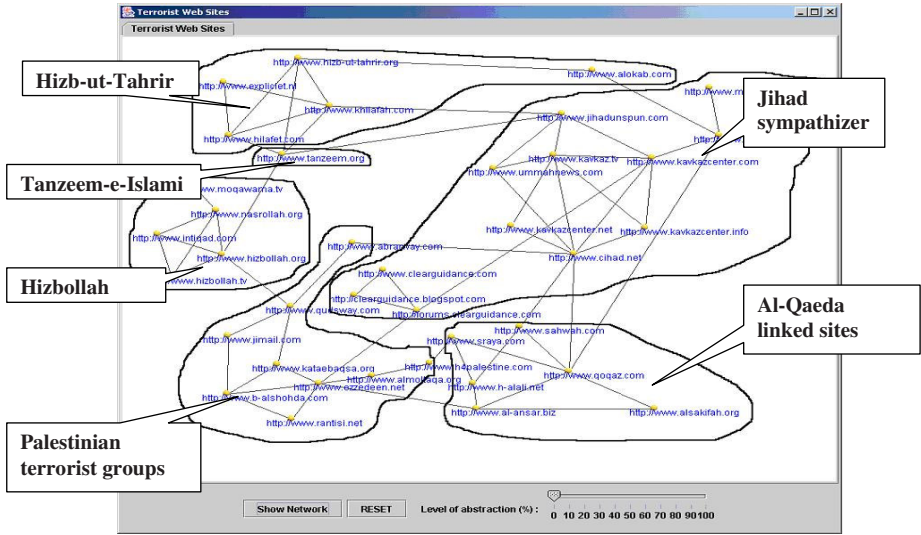 Terrorist Web Sites
Terrorist Web Sites
Hizb-ut-Tahrir
http://www.hizb-ut-tahrir.org
http://www.alokab.com
http://www.khilafah.com
http://www.hilafet.com
http://www.jihadunspun.com
Jihad
sympathizer
http://www.tanzeem.org
http://www.kavkaz.tv
http://www.kavkazcenter.com
http://www.ummahnews.com
Tanzeem-e-Islami
www.moqawama.tv
http://www.nasrollah.org
http://www.intiqad.com
http://www.kavkazcenter.net
http://www.kavkazcenter.info
http://www.hizbollah.org
http://www.cihad.net
Hizbollah
www.hizbollah.tv
http://www.clearguidance.com
http://clearguidance.blogspot.com
http://forums.clearguidance.com
http://www.qudsway.com
Al-Qaeda
linked sites
http://www.sahwah.com
http://www.sraya.com
http://www.jimail.com
http://www.kataebaqsa.org
http://www.h4palestine.com
http://www.qoqaz.com
http://www.almoltaqa.org
http://www.ezzedeen.net
http://www.h-alali.net
http://www.b-alshohda.com
http://www.al-ansar.biz
http://www.alsakifah.org
http://www.rantisi.net
Palestinian
terrorist groups
Show Network
RESET
Level of abstraction (%) :
0 10 20 30 40 50 60 70 80 90 100